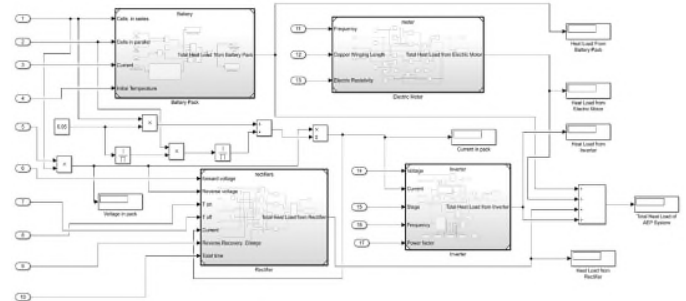 1
Battery
Cells in series
2
Cells in parallel
Total Heat Load from Battery Pack
3
Current
4
Initial Temperature
Battery Pack
11
Motor
Frequency
12
Copper Winging Length
Total Heat Load from Electric Motor
13
Electric Resistivity
Electric Motor
Heat Load From
Battery Pack
Heat Load from
Electric Motor
Heat Load from
Inverter
5
0.05
Current in pack
6
rectifiers
forward voltage
Reverse voltage
7
Voltage in pack
T on
8
T off
Total Heat Load from Rectifier
Current
9
Reverse Recovery Charge
Total time
10
Rectifier
14
Inverter
Voltage
Current
15
Stags
Total Heat Load from Inverter
16
Frequency
17
Power factor
Inverter
Total Heat Load of
AEP System
Heat Load from
Rectifier